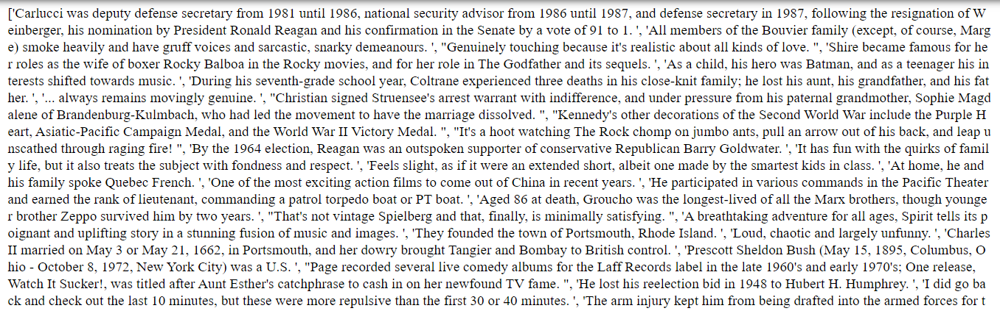 ['Carlucci was deputy defense secretary from 1981 until 1986, national security advisor from 1986 until 1987, and defense secretary in 1987, following the resignation of W
einberger, his nomination by President Ronald Reagan and his confirmation in the Senate by a vote of 91 to 1. ', 'All members of the Bouvier family (except, of course, Marg
e) smoke heavily and have gruff voices and sarcastic, snarky demeanours. ', "Genuinely touching because it's realistic about all kinds of love. ", 'Shire became famous for he
r roles as the wife of boxer Rocky Balboa in the Rocky movies, and for her role in The Godfather and its sequels. ', 'As a child, his hero was Batman, and as a teenager his in
terests shifted towards music. ', 'During his seventh-grade school year, Coltrane experienced three deaths in his close-knit family; he lost his aunt, his grandfather, and his fat
her. ', '... always remains movingly genuine. ', "Christian signed Struensee's arrest warrant with indifference, and under pressure from his paternal grandmother, Sophie Magd
alene of Brandenburg-Kulmbach, who had led the movement to have the marriage dissolved. ", "Kennedy's other decorations of the Second World War include the Purple H
eart, Asiatic-Pacific Campaign Medal, and the World War II Victory Medal. ", "It's a hoot watching The Rock chomp on jumbo ants, pull an arrow out of his back, and leap u
nscathed through raging fire! ", 'By the 1964 election, Reagan was an outspoken supporter of conservative Republican Barry Goldwater. ', 'It has fun with the quirks of famil
y life, but it also treats the subject with fondness and respect. ', 'Feels slight, as if it were an extended short, albeit one made by the smartest kids in class. ', 'At home, he and
his family spoke Quebec French. ', 'One of the most exciting action films to come out of China in recent years. ', 'He participated in various commands in the Pacific Theater
and earned the rank of lieutenant, commanding a patrol torpedo boat or PT boat. ', 'Aged 86 at death, Groucho was the longest-lived of all the Marx brothers, though younge
r brother Zeppo survived him by two years. ', "That's not vintage Spielberg and that, finally, is minimally satisfying. ", 'A breathtaking adventure for all ages, Spirit tells its p
oignant and uplifting story in a stunning fusion of music and images. ', 'They founded the town of Portsmouth, Rhode Island. ', 'Loud, chaotic and largely unfunny. ', 'Charles
II married on May 3 or May 21, 1662, in Portsmouth, and her dowry brought Tangier and Bombay to British control. ', 'Prescott Sheldon Bush (May 15, 1895, Columbus, O
hio - October 8, 1972, New York City) was a U.S. ', "Page recorded several live comedy albums for the Laff Records label in the late 1960's and early 1970's; One release,
Watch It Sucker!, was titled after Aunt Esther's catchphrase to cash in on her newfound TV fame. ", 'He lost his reelection bid in 1948 to Hubert H. Humphrey. ', 'I did go ba
ck and check out the last 10 minutes, but these were more repulsive than the first 30 or 40 minutes. ', 'The arm injury kept him from being drafted into the armed forces for t